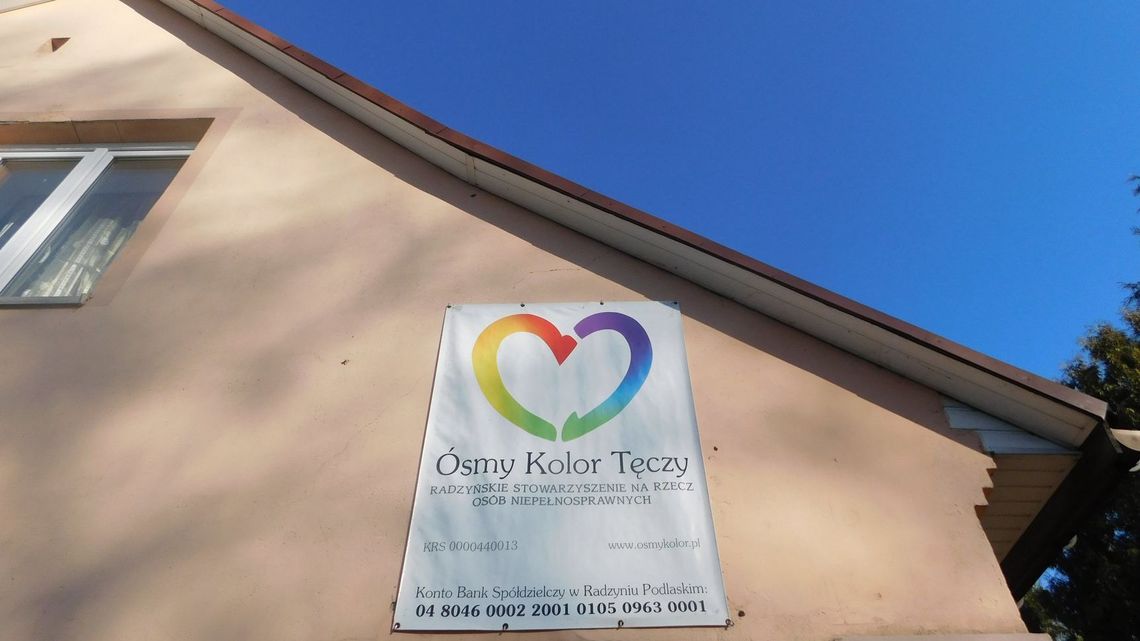 Ósmy Kolor Tęczy
RADZYŃSKIE STOWARZYSZENIE NA RZECZ
OSÓB NIEPEŁNOSPRAWNYCH
KRS 0000440013 www.osmykolor.pl
Konto Bank Spółdzielczy w Radzyniu Podlaskim:
04 8046 0002 2001 0105 0963 0001